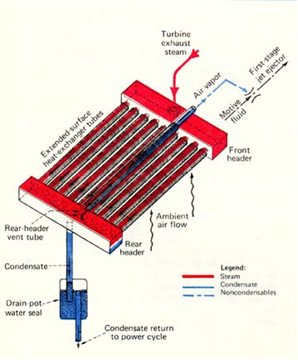 Turbine
exhaust
steam
Air vapor
First-stage
jet ejector
Motive
fluid
Extended-surface
heat-exchanger tubes
Front
header
Ambient
air flow
Rear-header
vent tube
Rear
header
Condensate
Drain pot-
water seal
Condensate return
to power cycle
Legend:
Steam
Condensate
Noncondensables